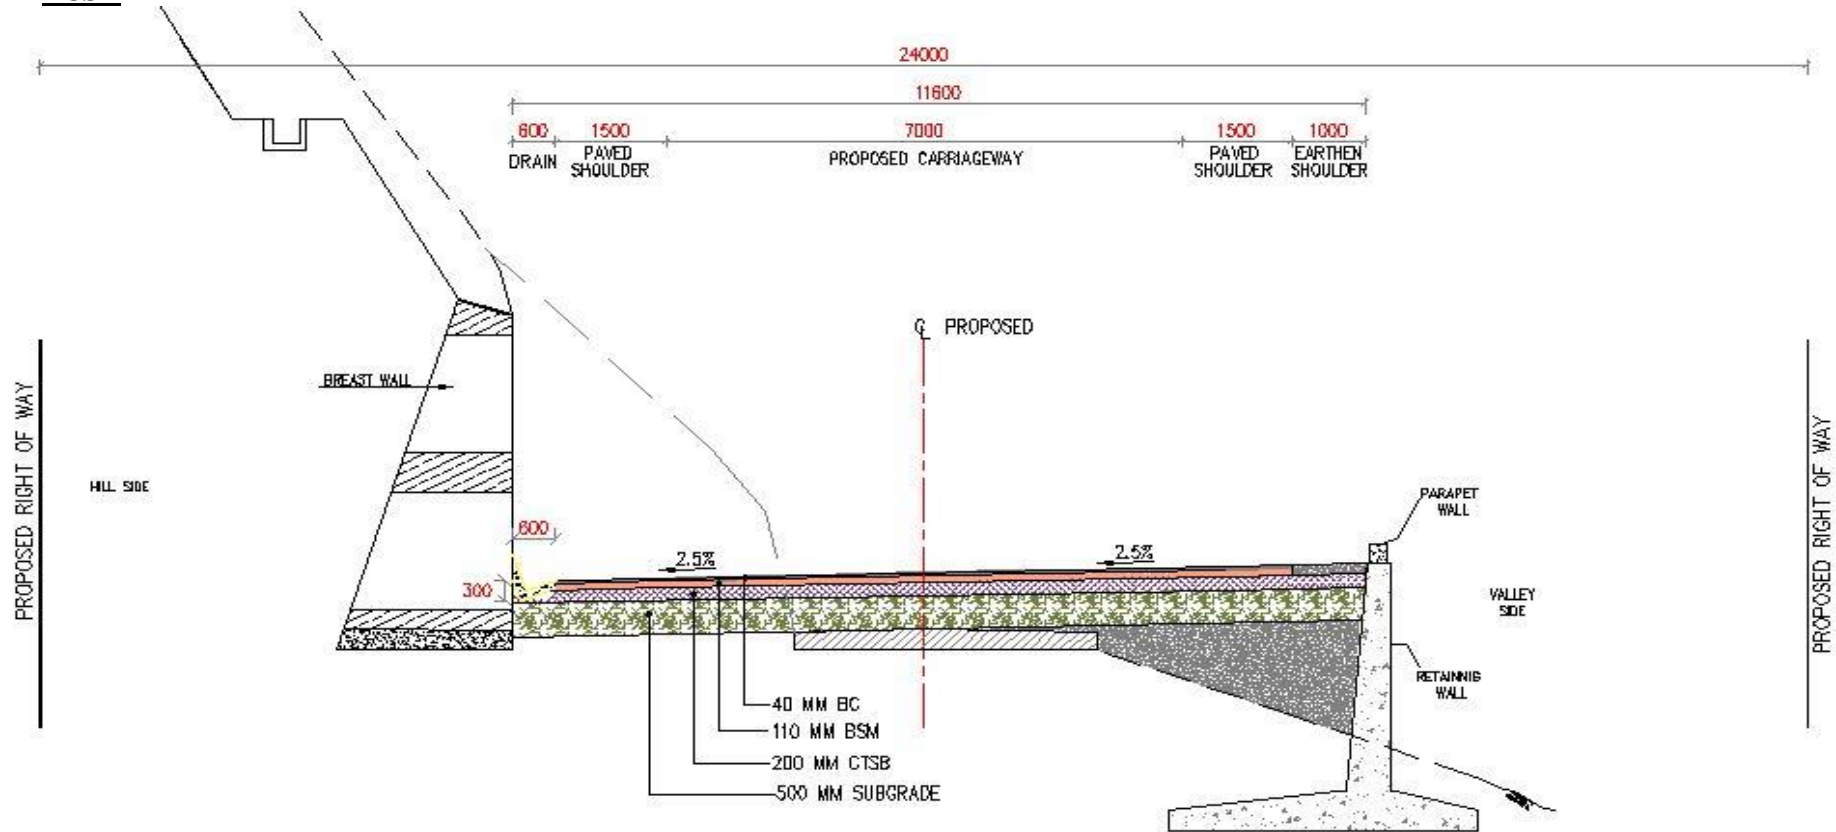 24000
11600
600 1500 7000 1500 1000
DRAIN PAVED SHOULDER PROPOSED CARRIAGEWAY PAVED SHOULDER EARTHEN SHOULDER
℄ PROPOSED
PROPOSED RIGHT OF WAY
BREAST WALL
HILL SIDE
PARAPET
WALL
PROPOSED RIGHT OF WAY
600
2.5%
2.5%
300
VALLEY
SIDE
RETAINNIG
WALL
40 MM BC
110 MM BSM
200 MM CTSB
500 MM SUBGRADE